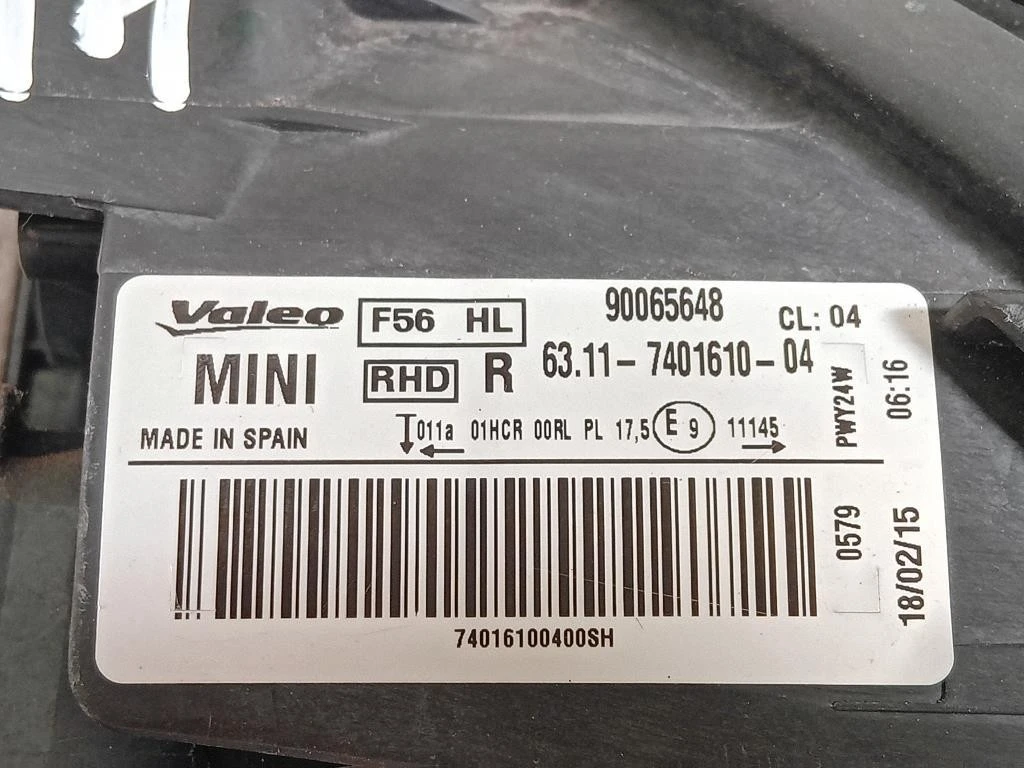 Valeo F56 HL 90065648 CL: 04
MINI RHD R 63.11-7401610-04
MADE IN SPAIN 011a 01HCR 00RL PL 17,5 E 9 11145
PWY24W 06:16
0579 18/02/15
74016100400SH